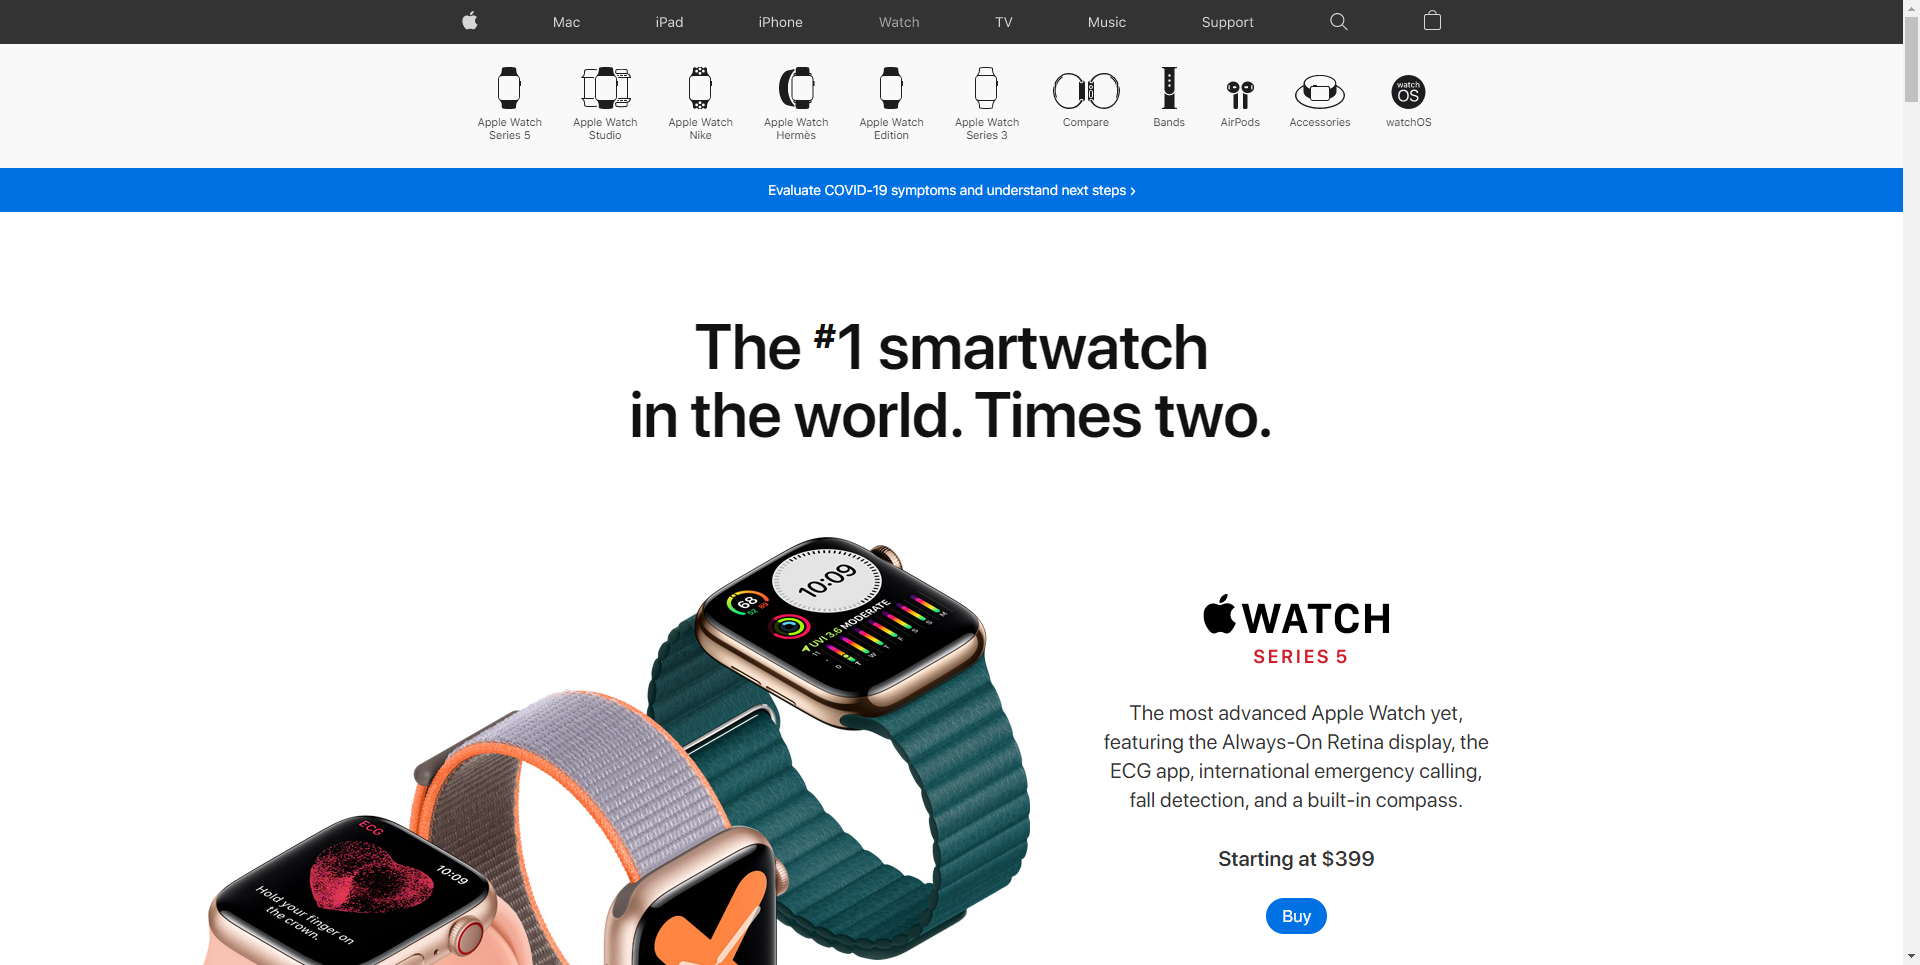 Mac
iPad
iPhone
Watch
TV
Music
Support
Apple Watch
Series 5
Apple Watch
Studio
Apple Watch
Nike
Apple Watch
Hermès
Apple Watch
Edition
Apple Watch
Series 3
Compare
Bands
AirPods
Accessories
watch
OS
watchOS
Evaluate COVID-19 symptoms and understand next steps ›
The #1 smartwatch
in the world. Times two.
10:09
68
52 89
UVI 3.6 MODERATE
T W T F S S M
WATCH
SERIES 5
The most advanced Apple Watch yet,
featuring the Always-On Retina display, the
ECG app, international emergency calling,
fall detection, and a built-in compass.
Starting at $399
Buy
ECG
10:09
Hold your finger on
the crown.